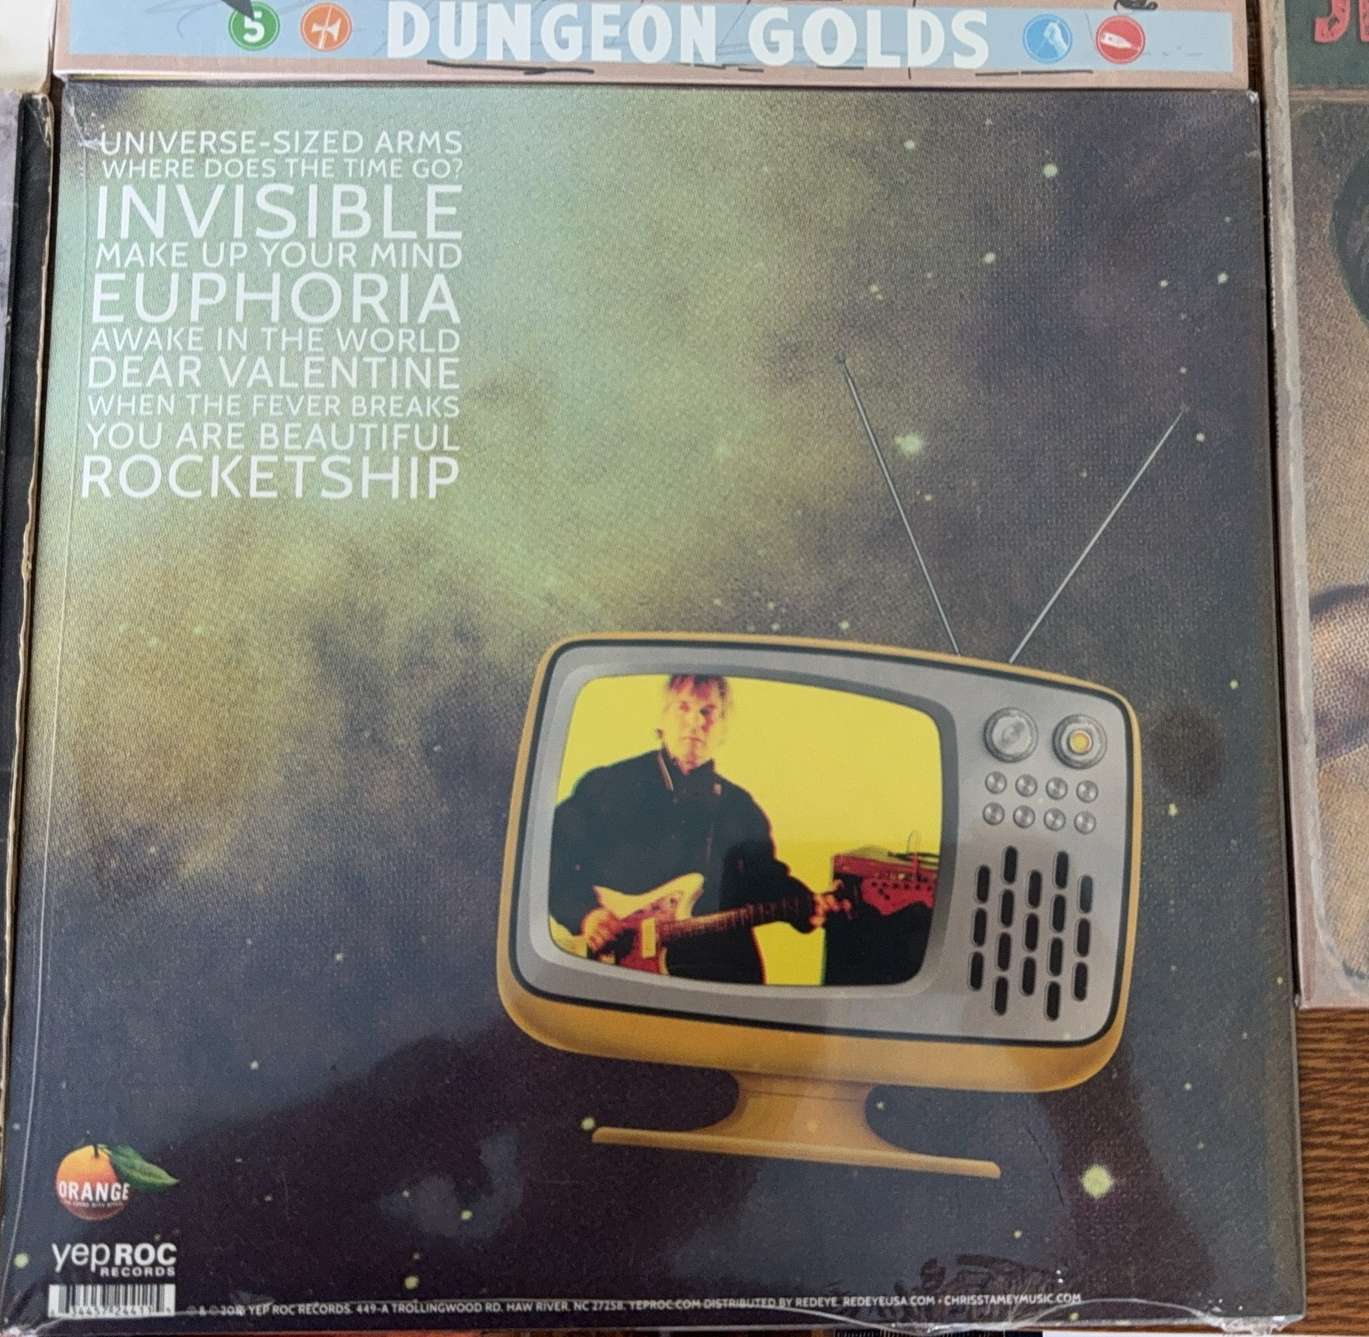 5
DUNGEON GOLDS
UNIVERSE-SIZED ARMS
WHERE DOES THE TIME GO?
INVISIBLE
MAKE UP YOUR MIND
EUPHORIA
AWAKE IN THE WORLD
DEAR VALENTINE
WHEN THE FEVER BREAKS
YOU ARE BEAUTIFUL
ROCKETSHIP
ORANGE
yep ROC
RECORDS
YEP ROC RECORDS. 449-A TROLLINGWOOD RD. HAW RIVER, NC 27258. YEPROC.COM DISTRIBUTED BY REDEYE. REDEYEUSA.COM • CHRISSTAMEYMUSIC.COM